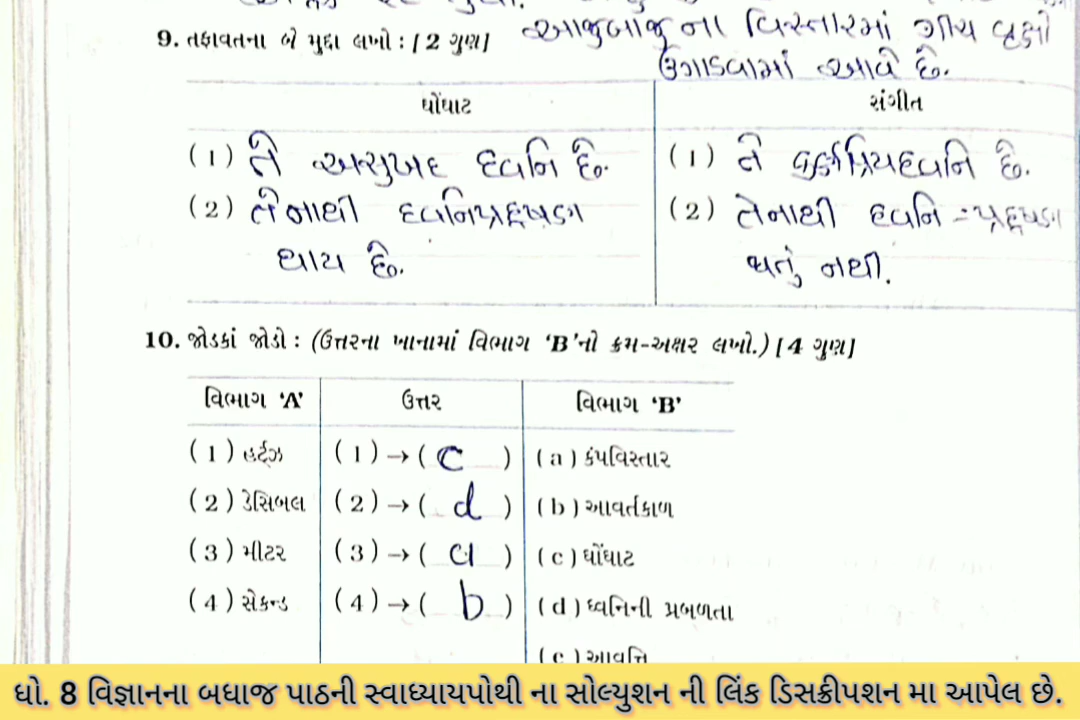 આજુબાજુ ના વિસ્તારમાં ગીચ વૃક્ષો
ઉગાડવામાં આવે છે.
9. તફાવતના બે મુદ્દા લખો : [2 ગુણ]
ઘોંઘાટ | સંગીત
(1) તે અસુખદ ધ્વનિ છે. | (1) તે કર્ણપ્રિય ધ્વનિ છે.
(2) તેનાથી ધ્વનિપ્રદૂષણ | (2) તેનાથી ધ્વનિ-પ્રદૂષણ
થાય છે. | થતું નથી.
10. જોડકાં જોડો : (ઉત્તરના ખાનામાં વિભાગ ‘B’નો ક્રમ-અક્ષર લખો.) [4 ગુણ]
વિભાગ ‘A’ | ઉત્તર | વિભાગ ‘B’
(1) હર્ટ્ઝ | (1) → ( c ) | (a) કંપવિસ્તાર
(2) ડેસિબલ | (2) → ( d ) | (b) આવર્તકાળ
(3) મીટર | (3) → ( a ) | (c) ઘોંઘાટ
(4) સેકન્ડ | (4) → ( b ) | (d) ધ્વનિની પ્રબળતા
(e) આવૃત્તિ
ધો. 8 વિજ્ઞાનના બધાજ પાઠની સ્વાધ્યાયપોથી ના સોલ્યુશન ની લિંક ડિસક્રીપશન મા આપેલ છે.